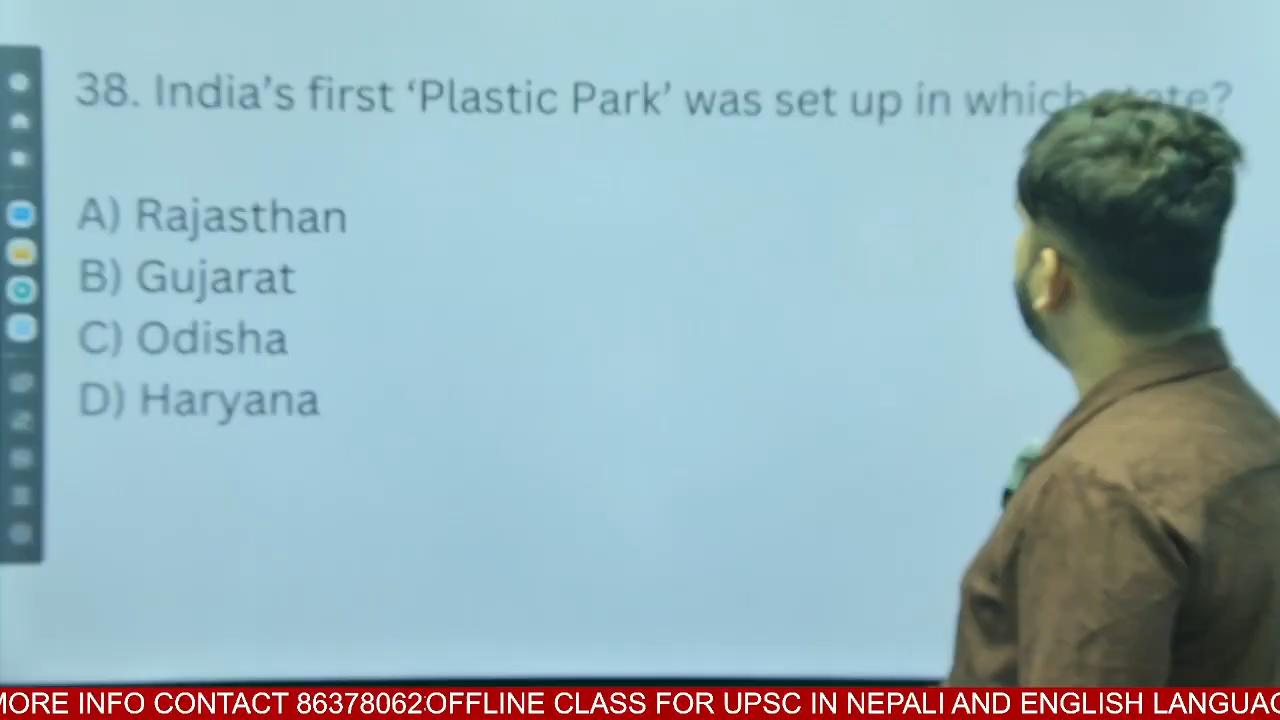 38. India's first ‘Plastic Park’ was set up in which state?
A) Rajasthan
B) Gujarat
C) Odisha
D) Haryana
MORE INFO CONTACT 86378062 OFFLINE CLASS FOR UPSC IN NEPALI AND ENGLISH